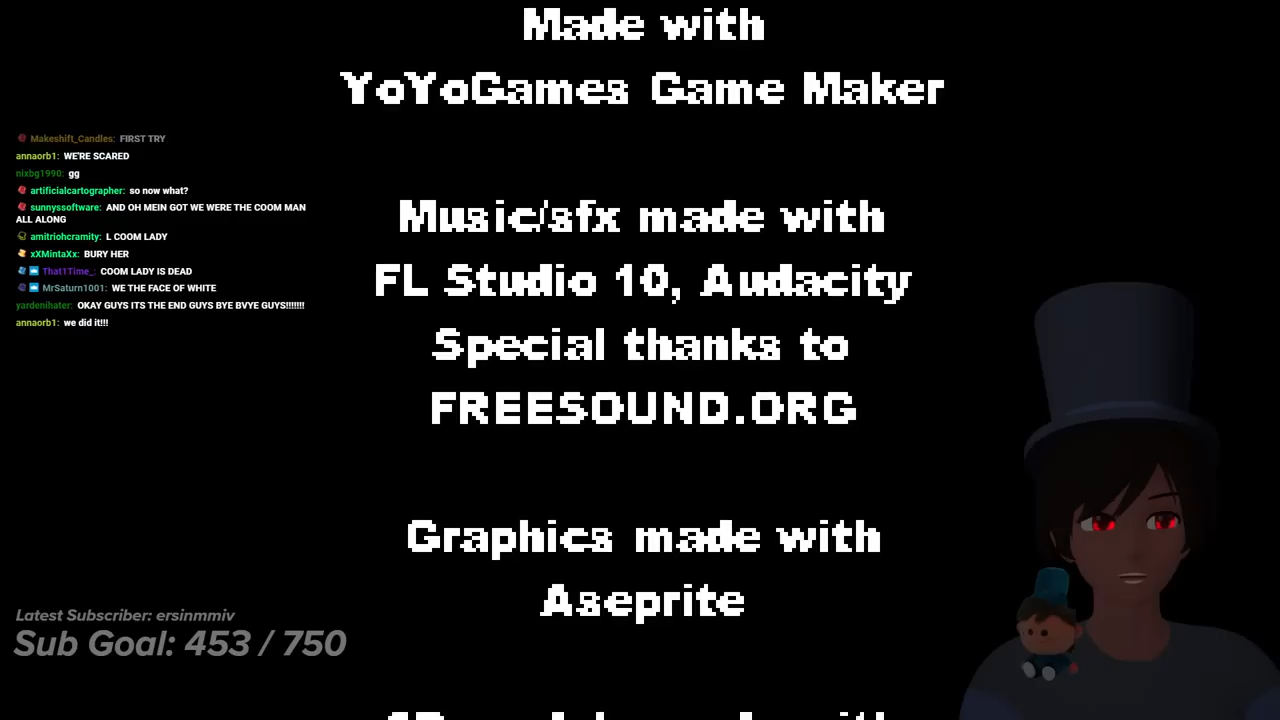 Made with
YoYoGames Game Maker
Music/sfx made with
FL Studio 10, Audacity
Special thanks to
FREESOUND.ORG
Graphics made with
Aseprite
Makeshift_Candles: FIRST TRY
annaorb1: WE'RE SCARED
nixbg1990: gg
artificialcartographer: so now what?
sunnyssoftware: AND OH MEIN GOT WE WERE THE COOM MAN
ALL ALONG
amitriohcramity: L COOM LADY
xXMintaXx: BURY HER
That1Time_: COOM LADY IS DEAD
MrSaturn1001: WE THE FACE OF WHITE
yardenihater: OKAY GUYS ITS THE END GUYS BYE BVYE GUYS!!!!!!!
annaorb1: we did it!!!
Latest Subscriber: ersinmmiv
Sub Goal: 453 / 750